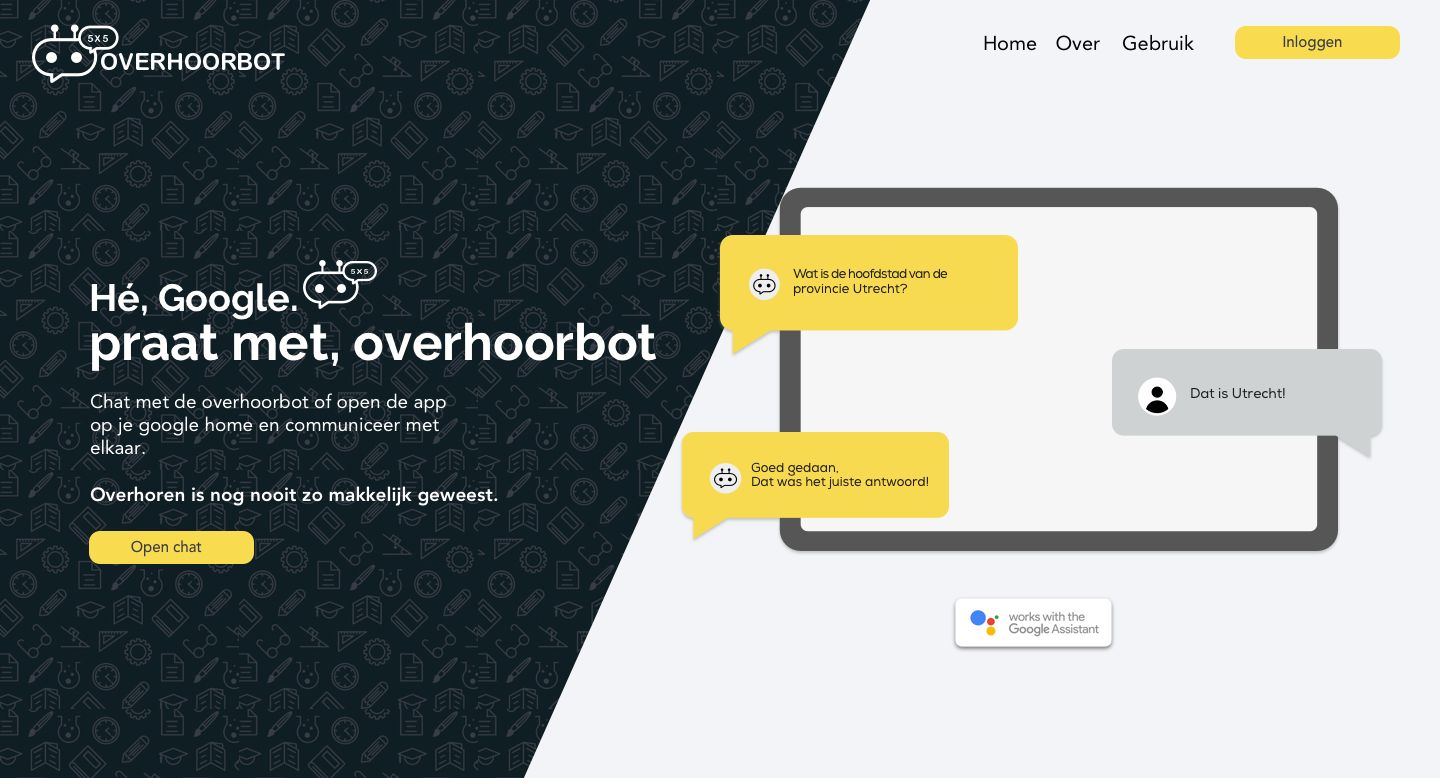 5X5
OVERHOORBOT
Home Over Gebruik Inloggen
5X5
Hé, Google.
praat met, overhoorbot
Chat met de overhoorbot of open de app
op je google home en communiceer met
elkaar.
Overhoren is nog nooit zo makkelijk geweest.
Open chat
Wat is de hoofdstad van de
provincie Utrecht?
Dat is Utrecht!
Goed gedaan,
Dat was het juiste antwoord!
works with the
Google Assistant